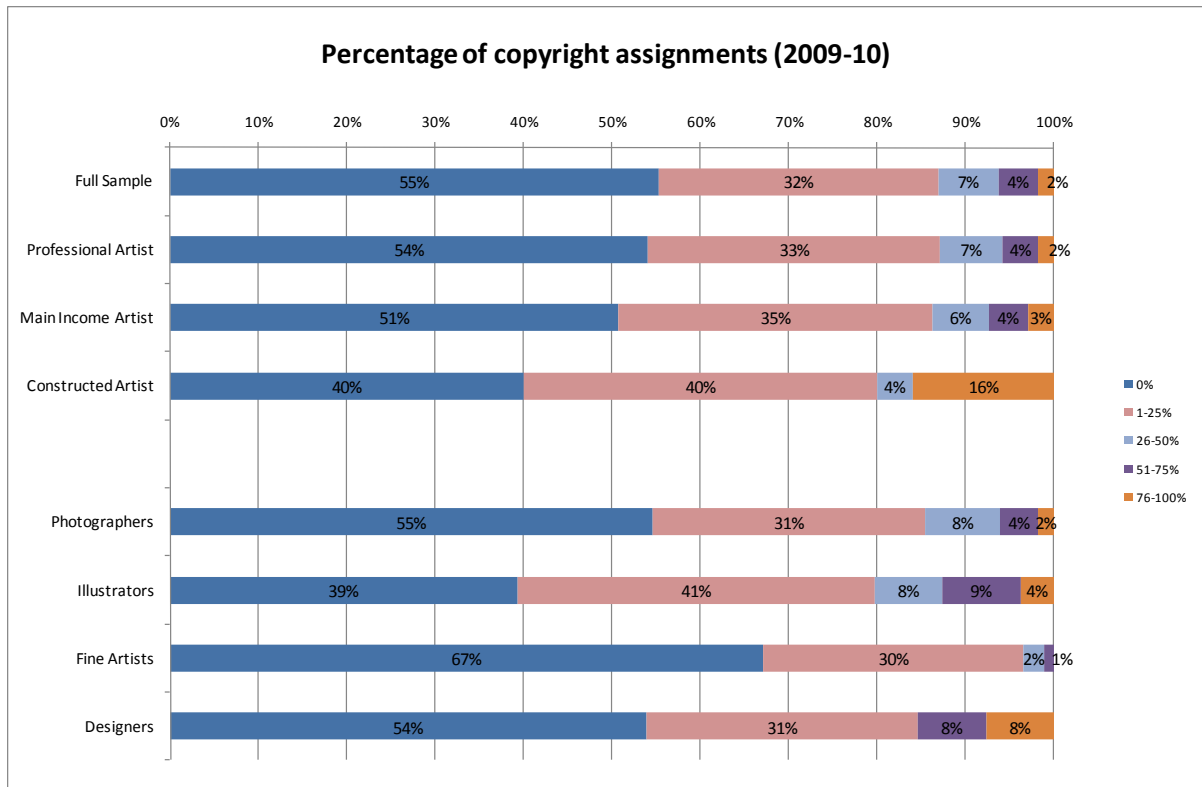 Percentage of copyright assignments (2009-10)
0% 10% 20% 30% 40% 50% 60% 70% 80% 90% 100%
Full Sample 55% 32% 7% 4% 2%
Professional Artist 54% 33% 7% 4% 2%
Main Income Artist 51% 35% 6% 4% 3%
Constructed Artist 40% 40% 4% 16%
Photographers 55% 31% 8% 4% 2%
Illustrators 39% 41% 8% 9% 4%
Fine Artists 67% 30% 2% 1%
Designers 54% 31% 8% 8%
0%
1-25%
26-50%
51-75%
76-100%